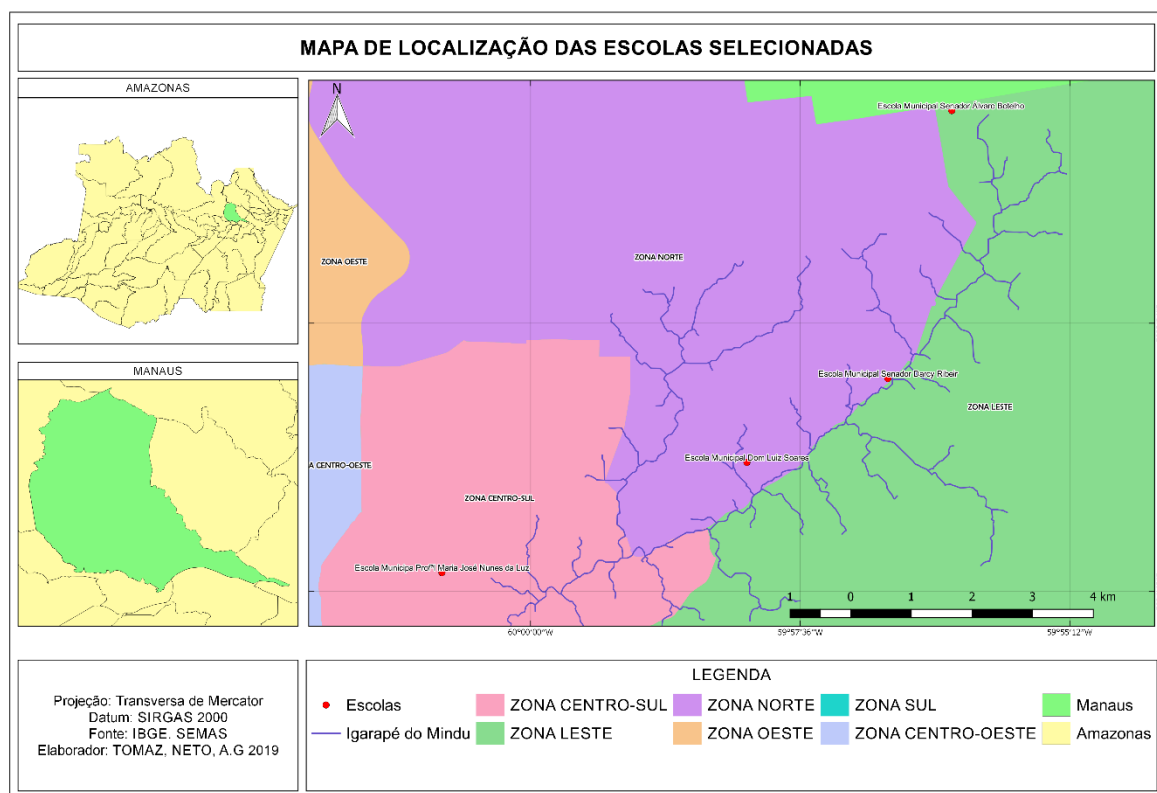 MAPA DE LOCALIZAÇÃO DAS ESCOLAS SELECIONADAS
AMAZONAS
MANAUS
N
Escola Municipal Senador Álvaro Botelho
ZONA OESTE
ZONA NORTE
Escola Municipal Senador Darcy Ribeir
ZONA LESTE
Escola Municipal Dom Luiz Soares
A CENTRO-OESTE
ZONA CENTRO-SUL
Escola Municipa Profª Maria José Nunes da Luz
1 0 1 2 3 4 km
60°00'00"W
59°57'36"W
59°55'12"W
Projeção: Transversa de Mercator
Datum: SIRGAS 2000
Fonte: IBGE. SEMAS
Elaborador: TOMAZ, NETO, A.G 2019
LEGENDA
Escolas
ZONA CENTRO-SUL
ZONA NORTE
ZONA SUL
Manaus
Igarapé do Mindu
ZONA LESTE
ZONA OESTE
ZONA CENTRO-OESTE
Amazonas